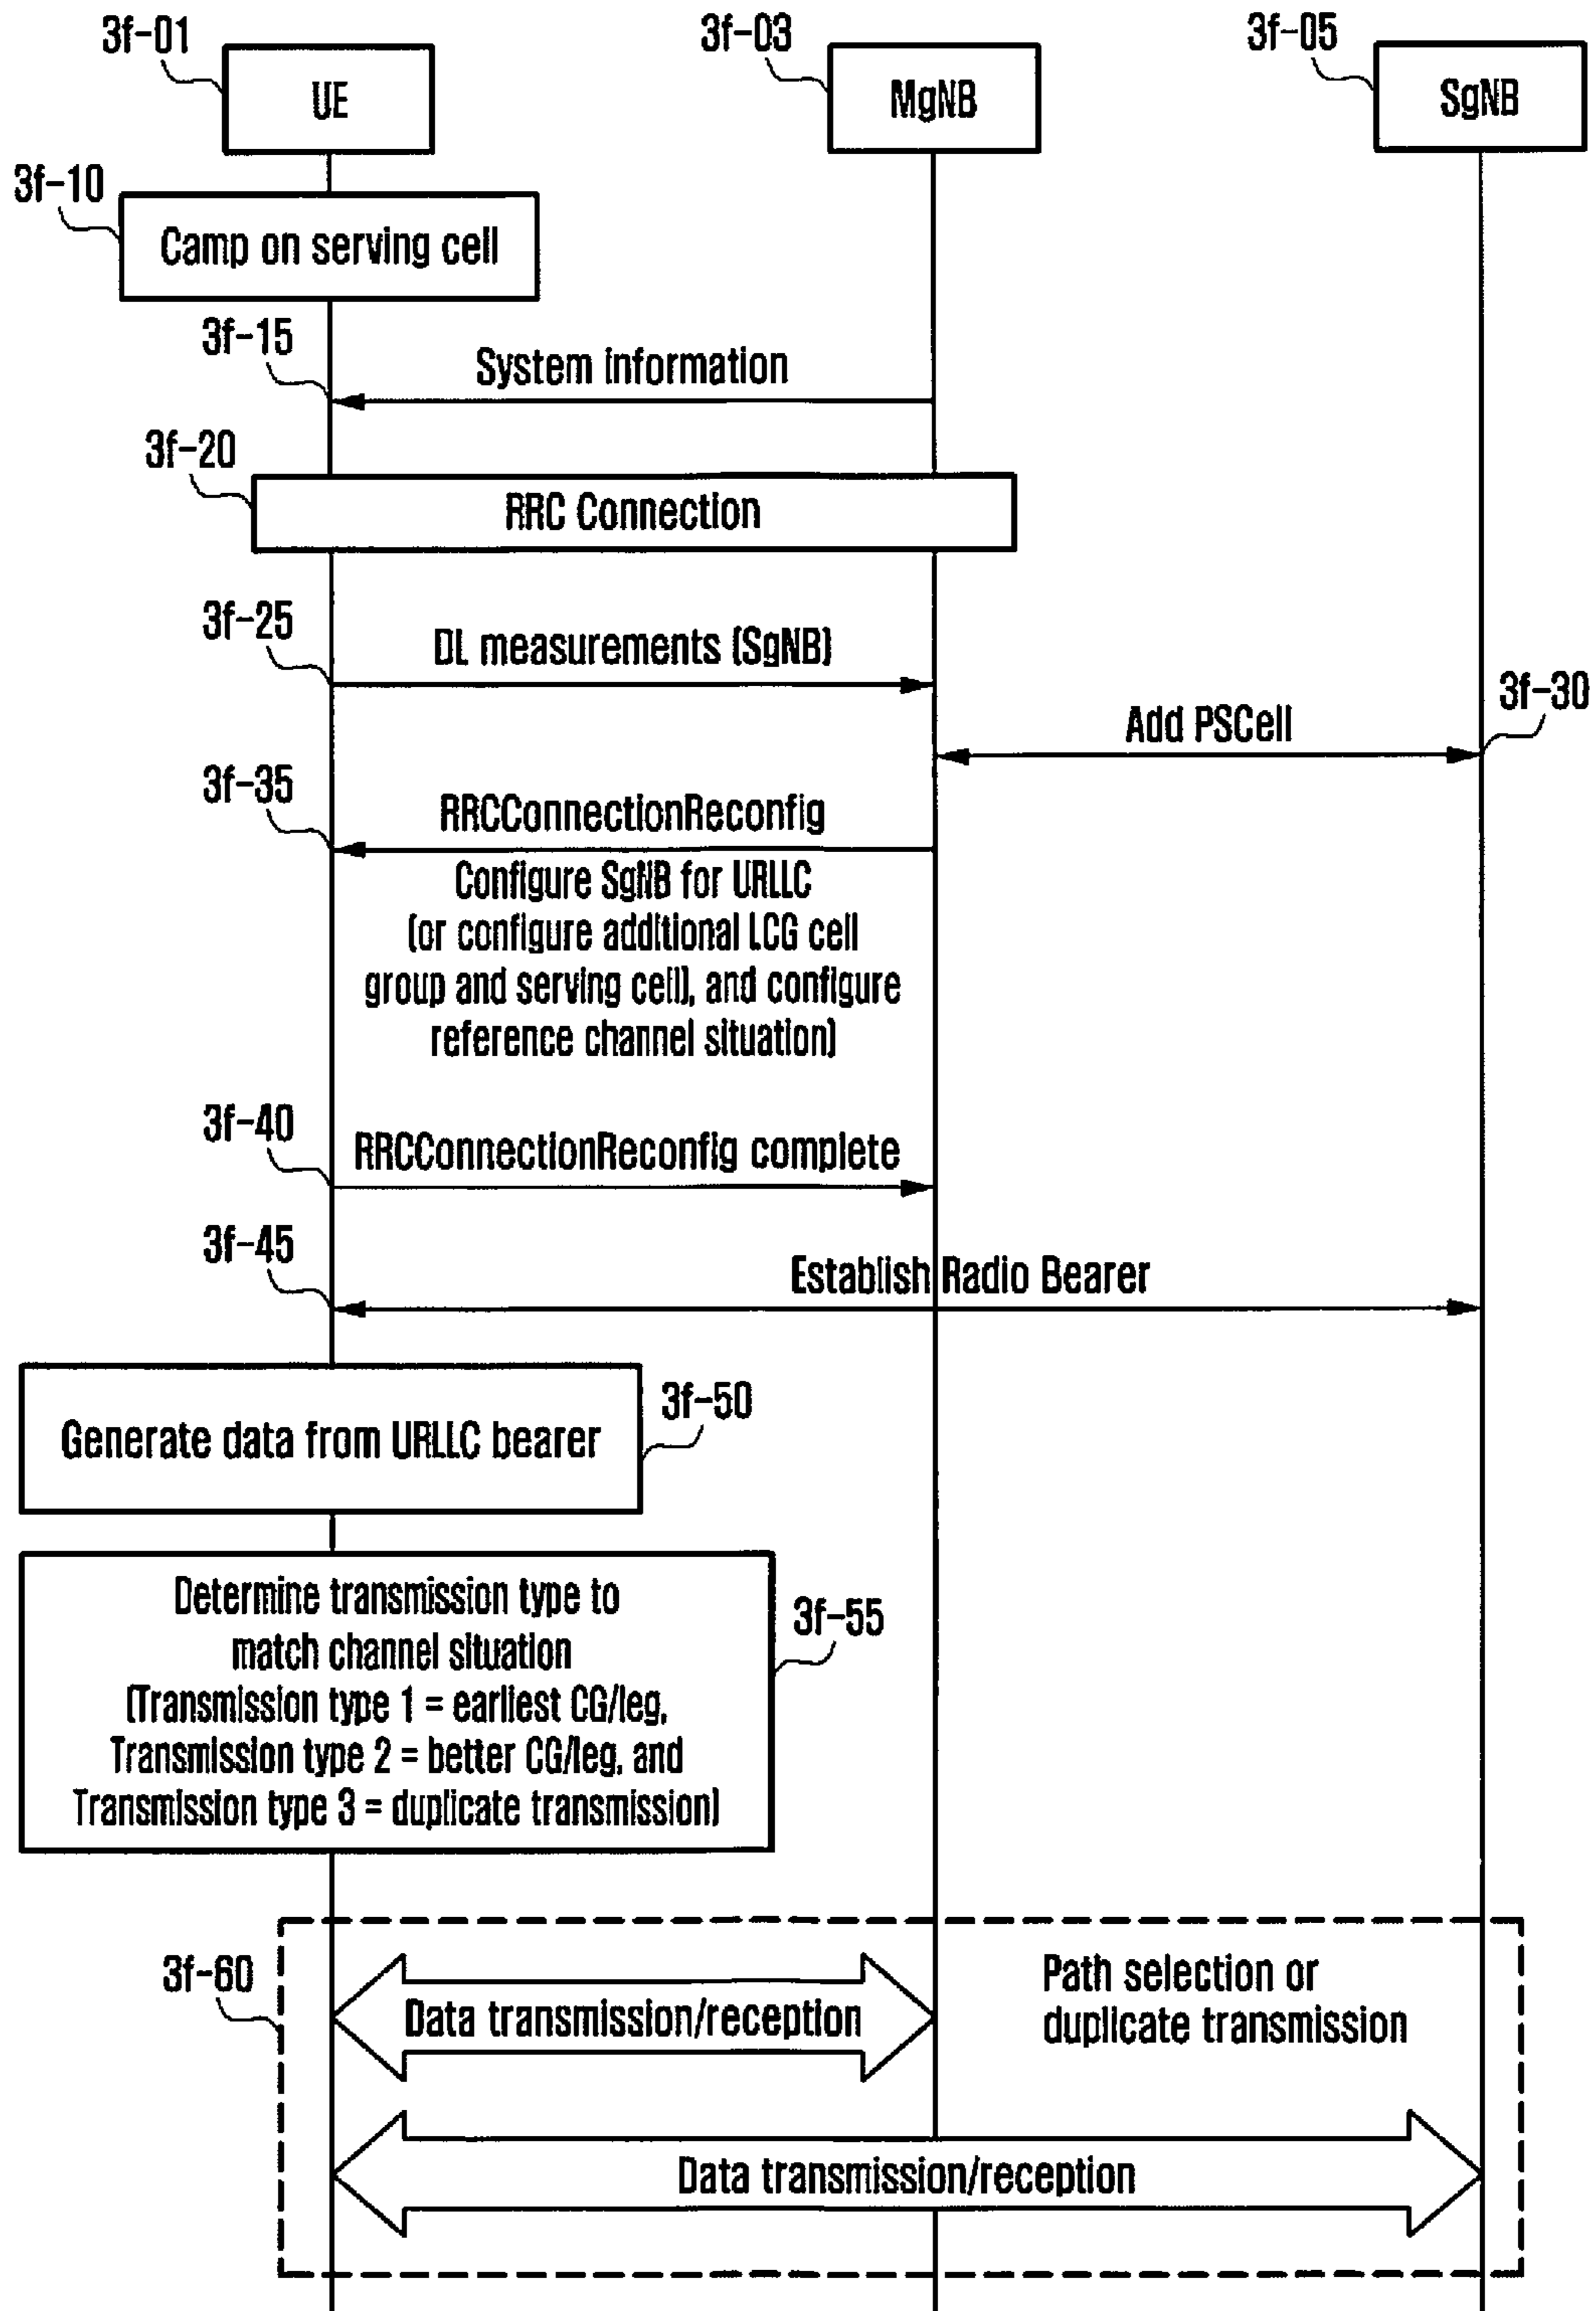 3f-01
UE
3f-03
MgNB
3f-05
SgNB
3f-10
Camp on serving cell
3f-15
System information
3f-20
RRC Connection
3f-25
DL measurements (SgNB)
3f-30
Add PSCell
3f-35
RRCConnectionReconfig
Configure SgNB for URLLC
(or configure additional LCG cell
group and serving cell), and configure
reference channel situation)
3f-40
RRCConnectionReconfig complete
3f-45
Establish Radio Bearer
Generate data from URLLC bearer
3f-50
Determine transmission type to
match channel situation
(Transmission type 1 = earliest CG/leg,
Transmission type 2 = better CG/leg, and
Transmission type 3 = duplicate transmission)
3f-55
3f-60
Data transmission/reception
Path selection or
duplicate transmission
Data transmission/reception